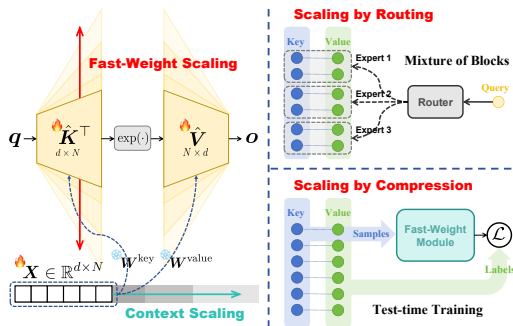 Fast-Weight Scaling
q
K̂⊤
d × N
exp(·)
V̂
N × d
o
X ∈ ℝ^{d×N}
W^key
W^value
Context Scaling
Scaling by Routing
Key
Value
Expert 1
Expert 2
Expert 3
Mixture of Blocks
Router
Query
Scaling by Compression
Key
Value
Samples
Fast-Weight
Module
ℒ
Labels
Test-time Training